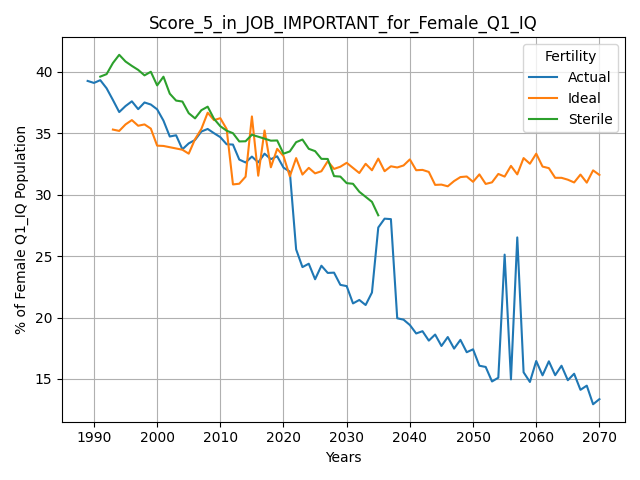 Score_5_in_JOB_IMPORTANT_for_Female_Q1_IQ
Fertility
Actual
Ideal
Sterile
% of Female Q1_IQ Population
40
35
30
25
20
15
1990 2000 2010 2020 2030 2040 2050 2060 2070
Years